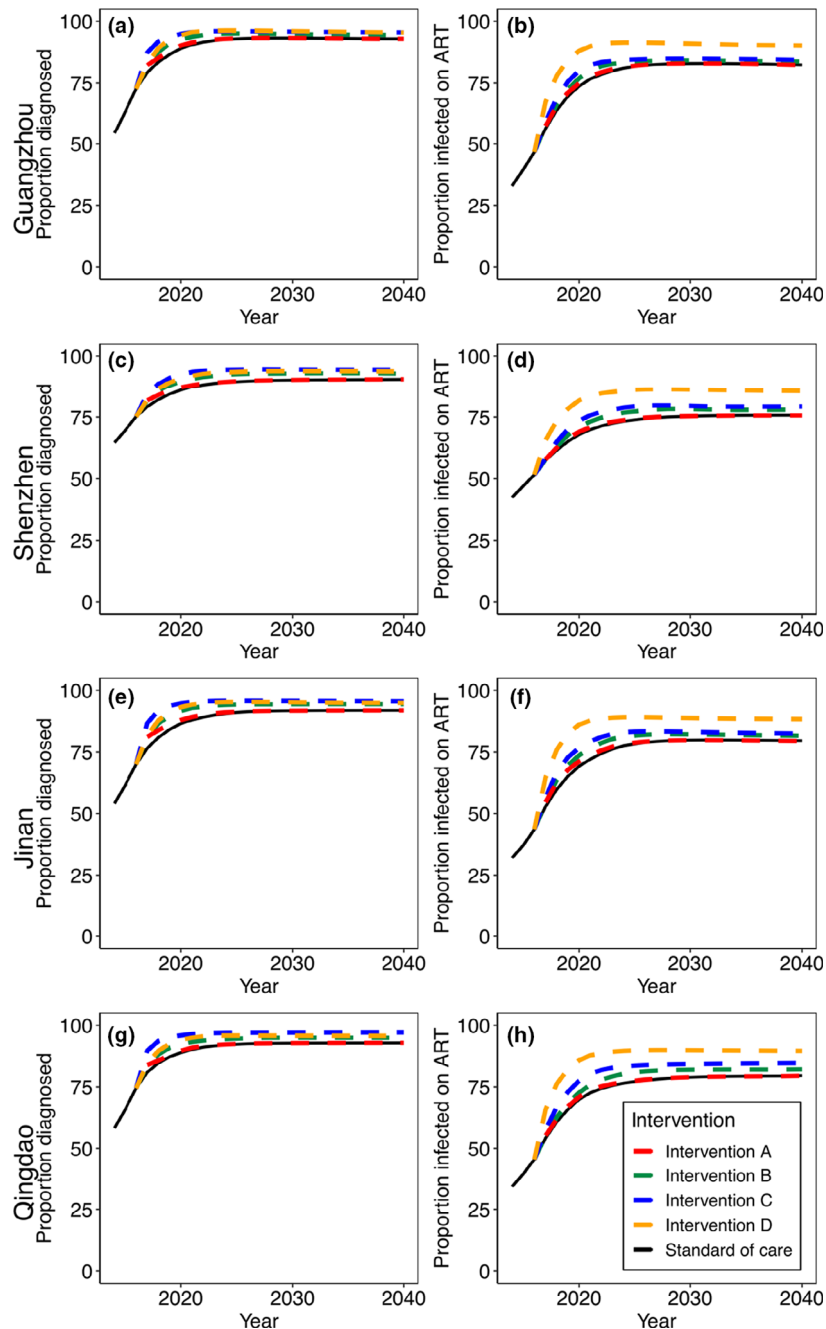 Guangzhou
Proportion diagnosed
(a)
100
75
50
25
0
2020 2030 2040
Year
Proportion infected on ART
(b)
100
75
50
25
0
2020 2030 2040
Year
Shenzhen
Proportion diagnosed
(c)
100
75
50
25
0
2020 2030 2040
Year
Proportion infected on ART
(d)
100
75
50
25
0
2020 2030 2040
Year
Jinan
Proportion diagnosed
(e)
100
75
50
25
0
2020 2030 2040
Year
Proportion infected on ART
(f)
100
75
50
25
0
2020 2030 2040
Year
Qingdao
Proportion diagnosed
(g)
100
75
50
25
0
2020 2030 2040
Year
Proportion infected on ART
(h)
100
75
50
25
0
2020 2030 2040
Year
Intervention
Intervention A
Intervention B
Intervention C
Intervention D
Standard of care